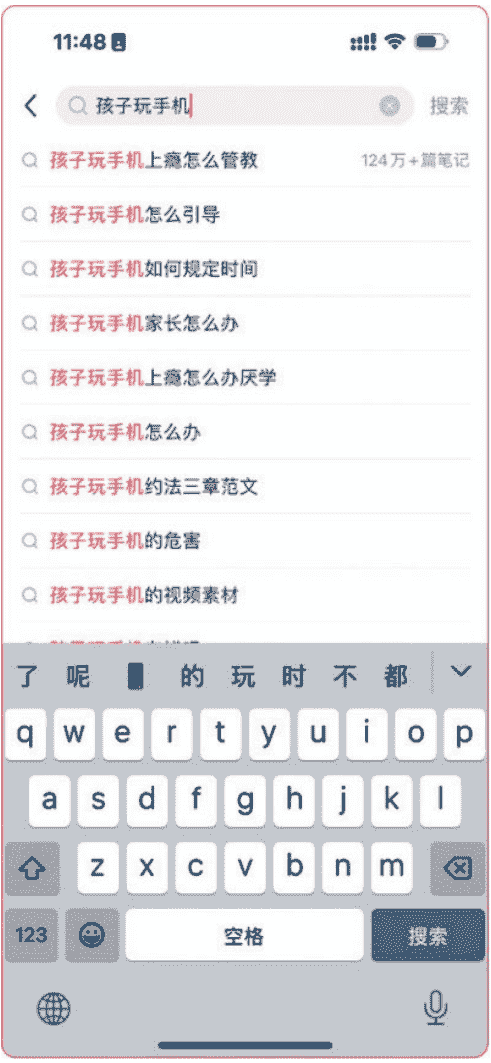 11:48
孩子玩手机 搜索
孩子玩手机上瘾怎么管教 124万+篇笔记
孩子玩手机怎么引导
孩子玩手机如何规定时间
孩子玩手机家长怎么办
孩子玩手机上瘾怎么办厌学
孩子玩手机怎么办
孩子玩手机约法三章范文
孩子玩手机的危害
孩子玩手机的视频素材
了 呢 的 玩 时 不 都
q w e r t y u i o p
a s d f g h j k l
z x c v b n m
123 空格 搜索